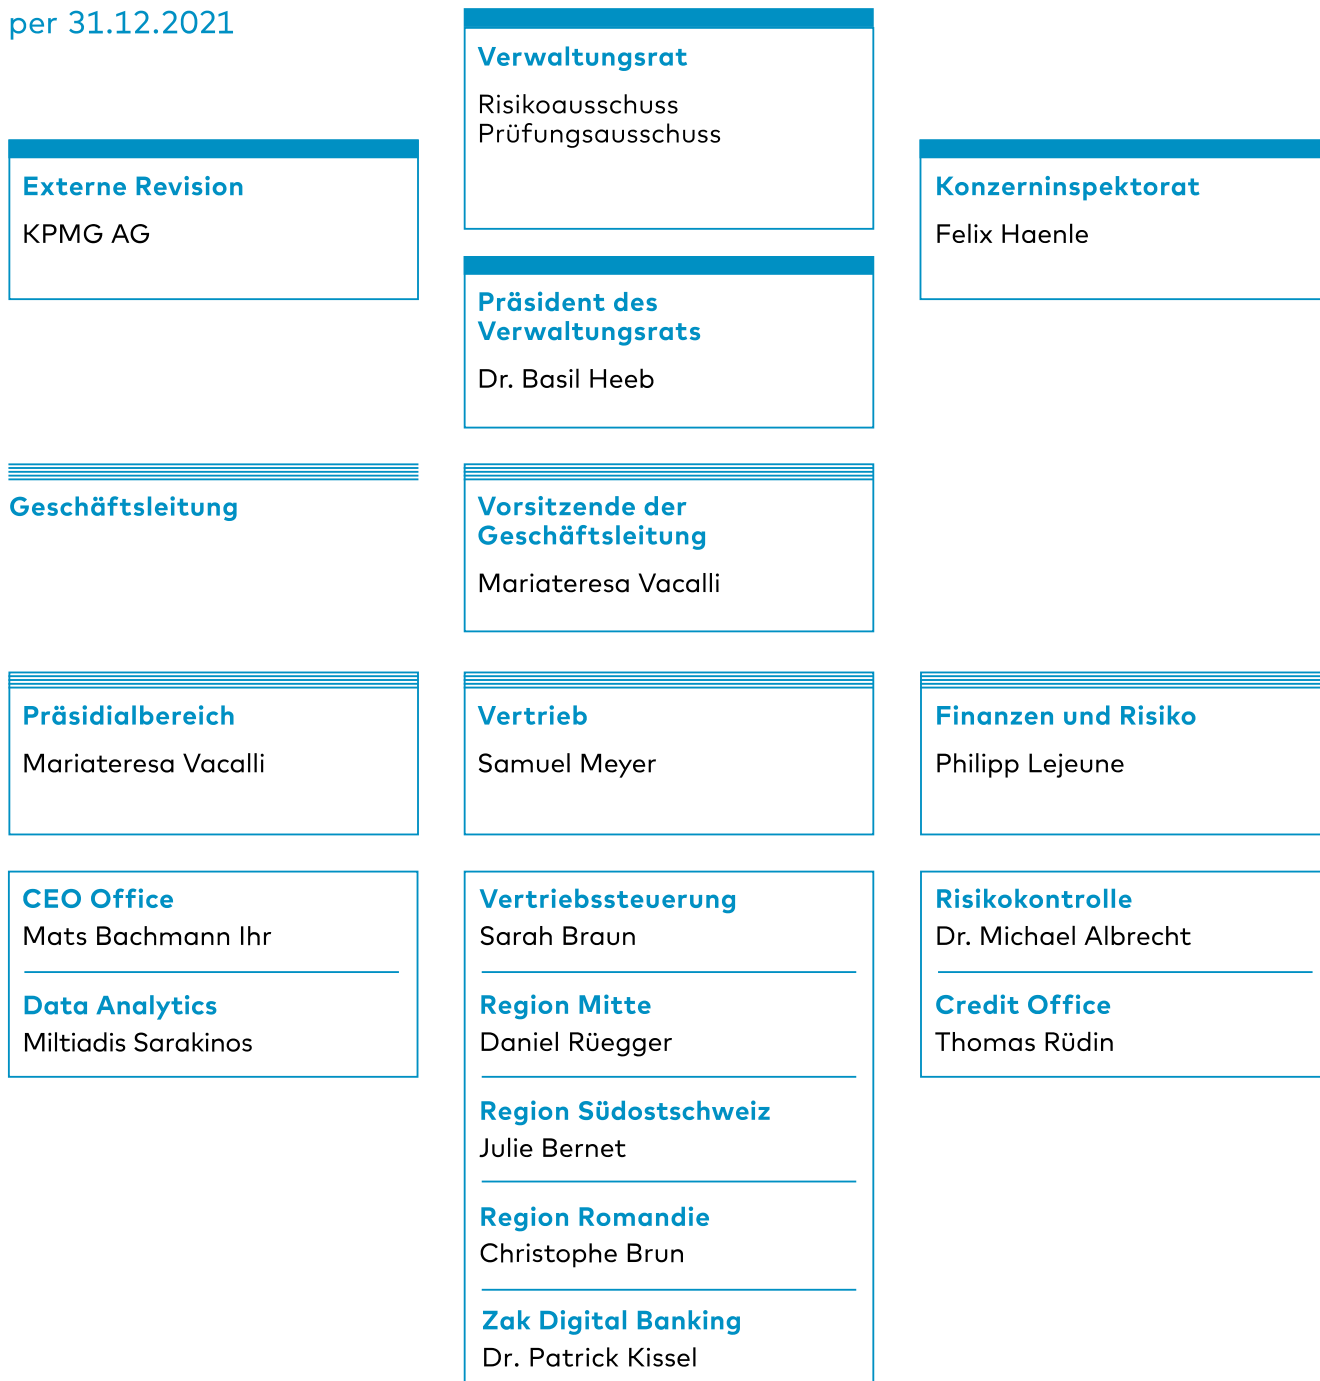 per 31.12.2021
Verwaltungsrat
Risikoausschuss
Prüfungsausschuss
Externe Revision
KPMG AG
Konzerninspektorat
Felix Haenle
Präsident des
Verwaltungsrats
Dr. Basil Heeb
Geschäftsleitung
Vorsitzende der
Geschäftsleitung
Mariateresa Vacalli
Präsidialbereich
Mariateresa Vacalli
Vertrieb
Samuel Meyer
Finanzen und Risiko
Philipp Lejeune
CEO Office
Mats Bachmann Ihr
Data Analytics
Miltiadis Sarakinos
Vertriebssteuerung
Sarah Braun
Region Mitte
Daniel Rüegger
Region Südostschweiz
Julie Bernet
Region Romandie
Christophe Brun
Zak Digital Banking
Dr. Patrick Kissel
Risikokontrolle
Dr. Michael Albrecht
Credit Office
Thomas Rüdin